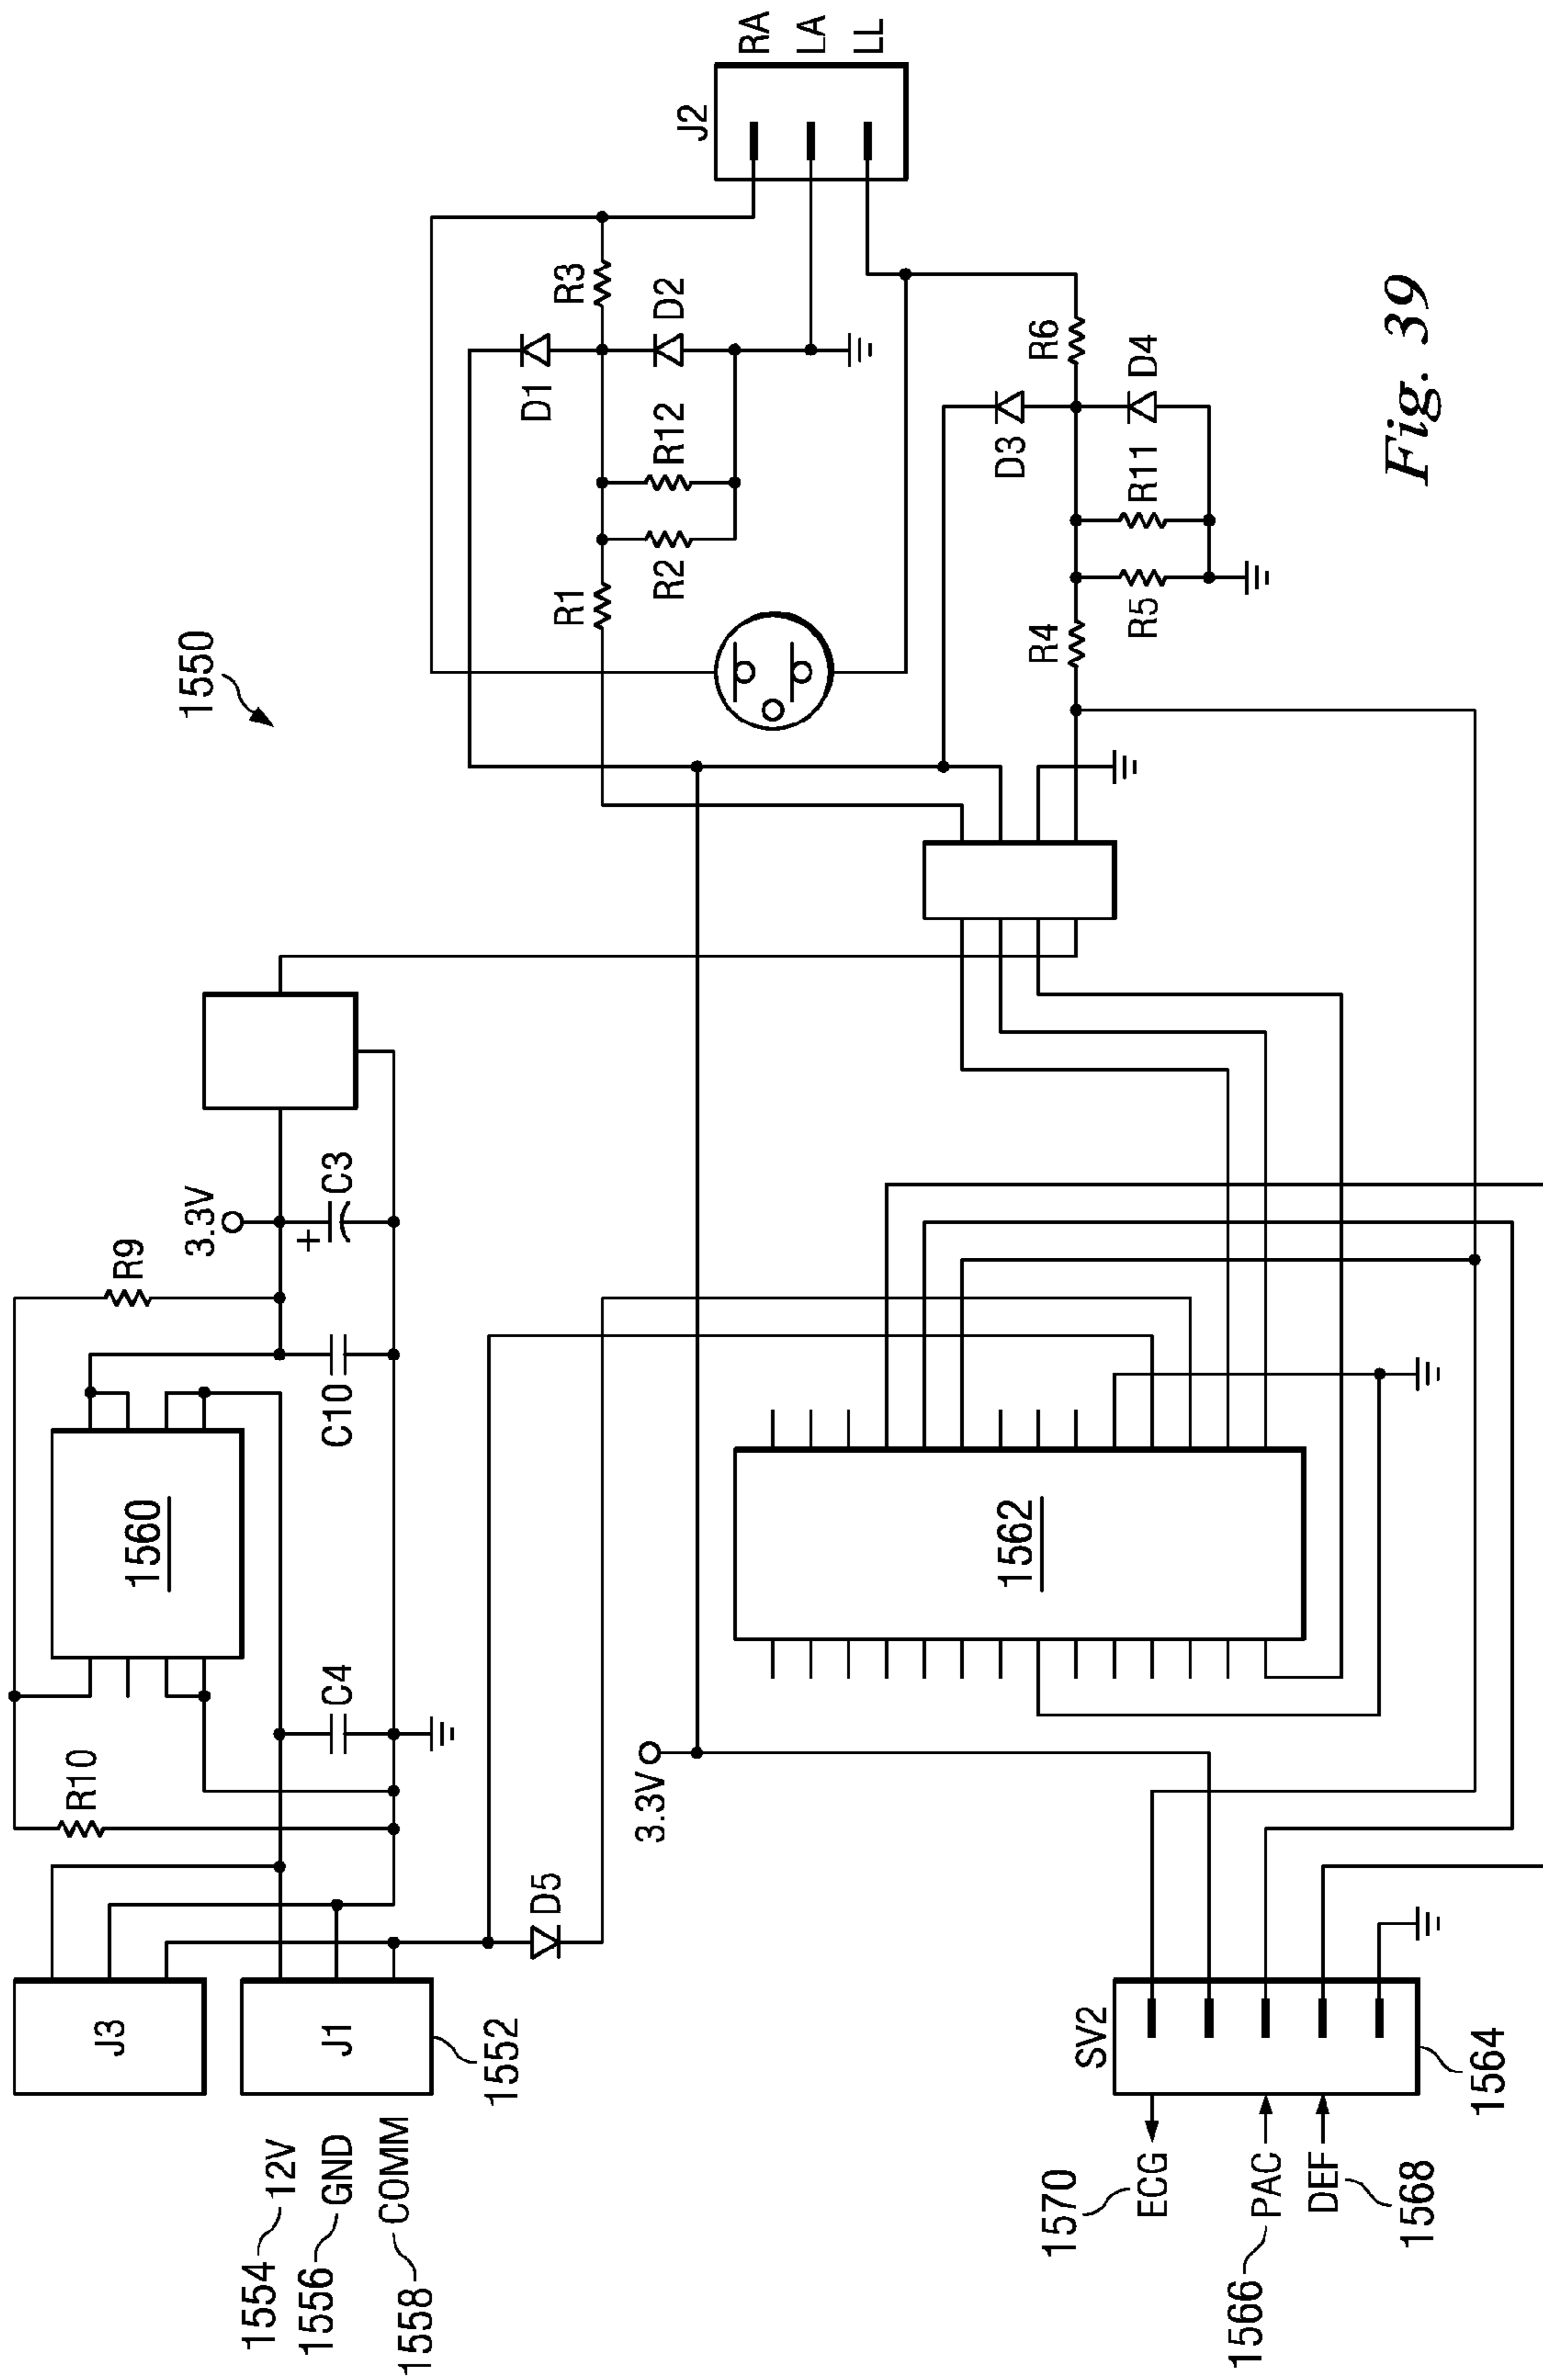 1550
J3
J1
1552
1554
12V
1556
GND
1558
COMM
R10
C4
1560
C10
R9
3.3V
+
C3
D5
3.3V
1562
SV2
1564
1570
ECG
1566
PAC
DEF
1568
R1
R2
R12
D1
D2
R3
J2
RA
LA
LL
R4
R5
R11
D3
D4
R6
Fig. 39